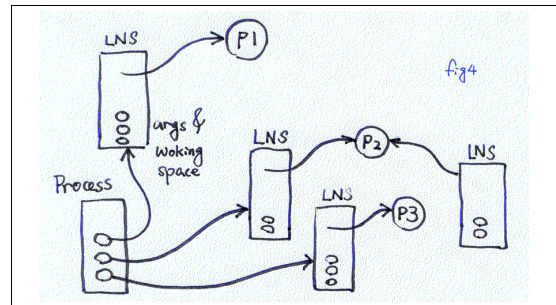 LNS
P1
fig4
args &
woking
space
LNS
P2
LNS
Process
LNS
P3